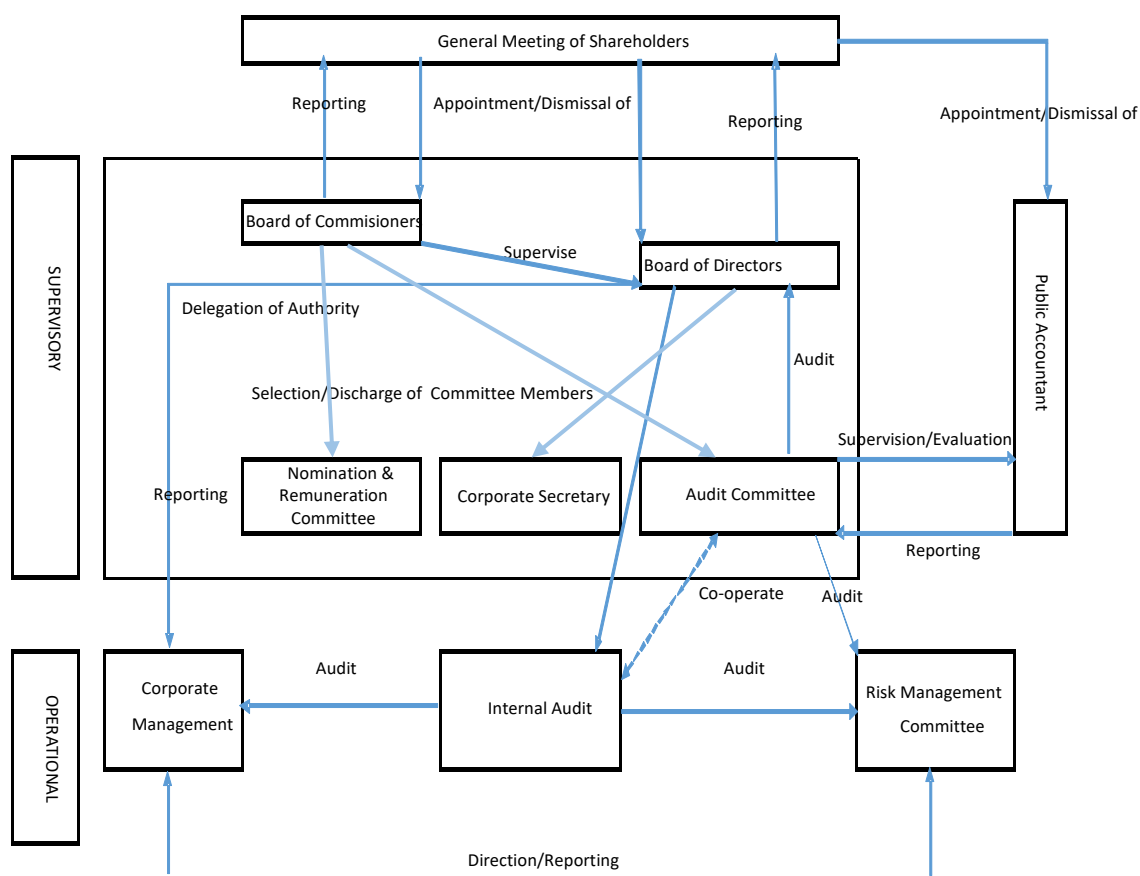 General Meeting of Shareholders
Reporting
Appointment/Dismissal of
Reporting
Appointment/Dismissal of
SUPERVISORY
Board of Commisioners
Supervise
Board of Directors
Public Accountant
Delegation of Authority
Audit
Selection/Discharge of Committee Members
Supervision/Evaluation
Reporting
Nomination &
Remuneration
Committee
Corporate Secretary
Audit Committee
Reporting
Co-operate
Audit
OPERATIONAL
Corporate
Management
Audit
Internal Audit
Audit
Risk Management
Committee
Direction/Reporting